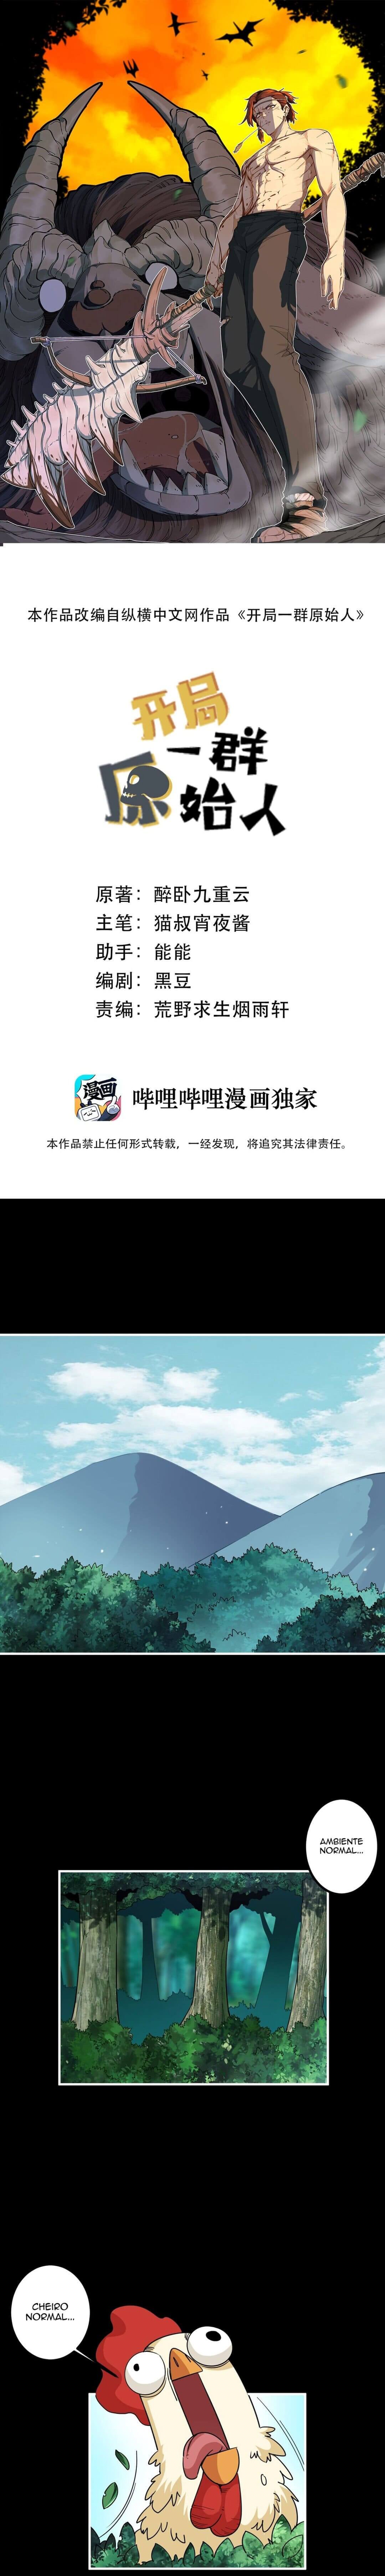 本作品改编自纵横中文网作品《开局一群原始人》
开局
一群
原始人
原著：醉卧九重云
主笔：猫叔宵夜酱
助手：能能
编剧：黑豆
责编：荒野求生烟雨轩
漫画
哔哩哔哩漫画独家
本作品禁止任何形式转载，一经发现，将追究其法律责任。
AMBIENTE
NORMAL...
CHEIRO
NORMAL...